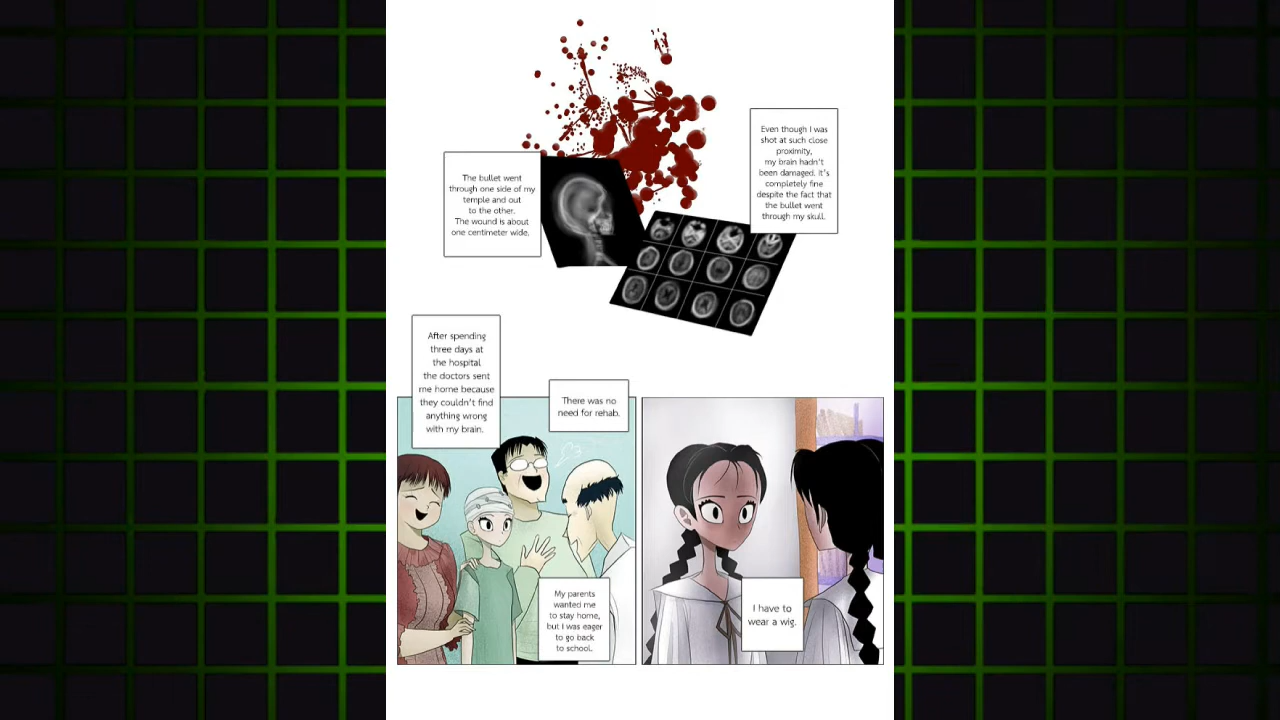 The bullet went
through one side of my
temple and out
to the other.
The wound is about
one centimeter wide.
Even though I was
shot at such close
proximity,
my brain hadn't
been damaged. it's
completely fine
despite the fact that
the bullet went
through my skull.
After spending
three days at
the hospital
the doctors sent
me home because
they couldn't find
anything wrong
with my brain.
There was no
need for rehab.
My parents
wanted me
to stay home,
but I was eager
to go back
to school.
I have to
wear a wig.